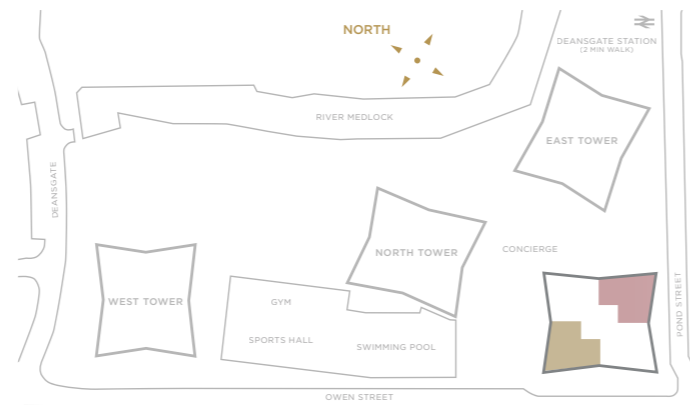 NORTH
DEANSGATE STATION
(2 MIN WALK)
RIVER MEDLOCK
EAST TOWER
DEANSGATE
NORTH TOWER
CONCIERGE
WEST TOWER
GYM
POND STREET
SPORTS HALL
SWIMMING POOL
OWEN STREET